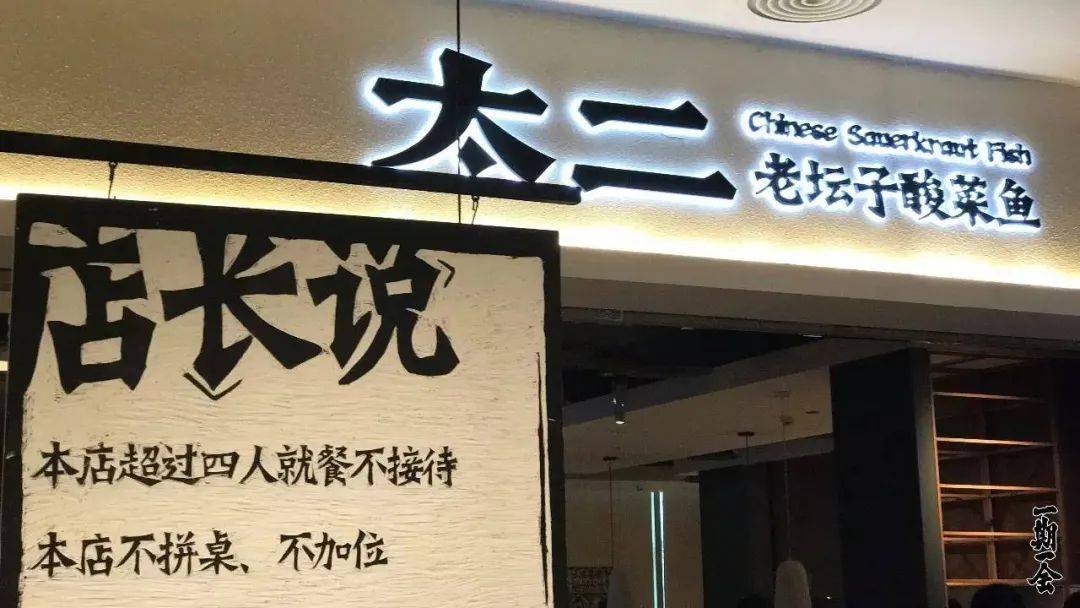 太二
Chinese Sauerkraut Fish
老坛子酸菜鱼
店长说
本店超过四人就餐不接待
本店不拼桌、不加位
一期一会